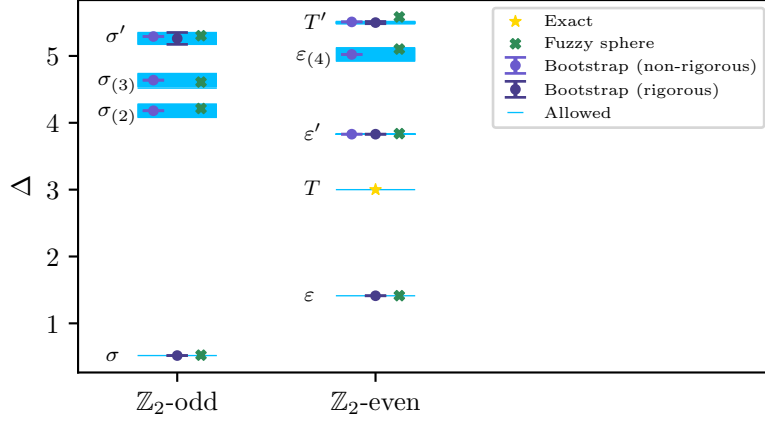 Δ
5
4
3
2
1
σ′
σ(3)
σ(2)
σ
T′
ε(4)
ε′
T
ε
ℤ2-odd
ℤ2-even
Exact
Fuzzy sphere
Bootstrap (non-rigorous)
Bootstrap (rigorous)
Allowed